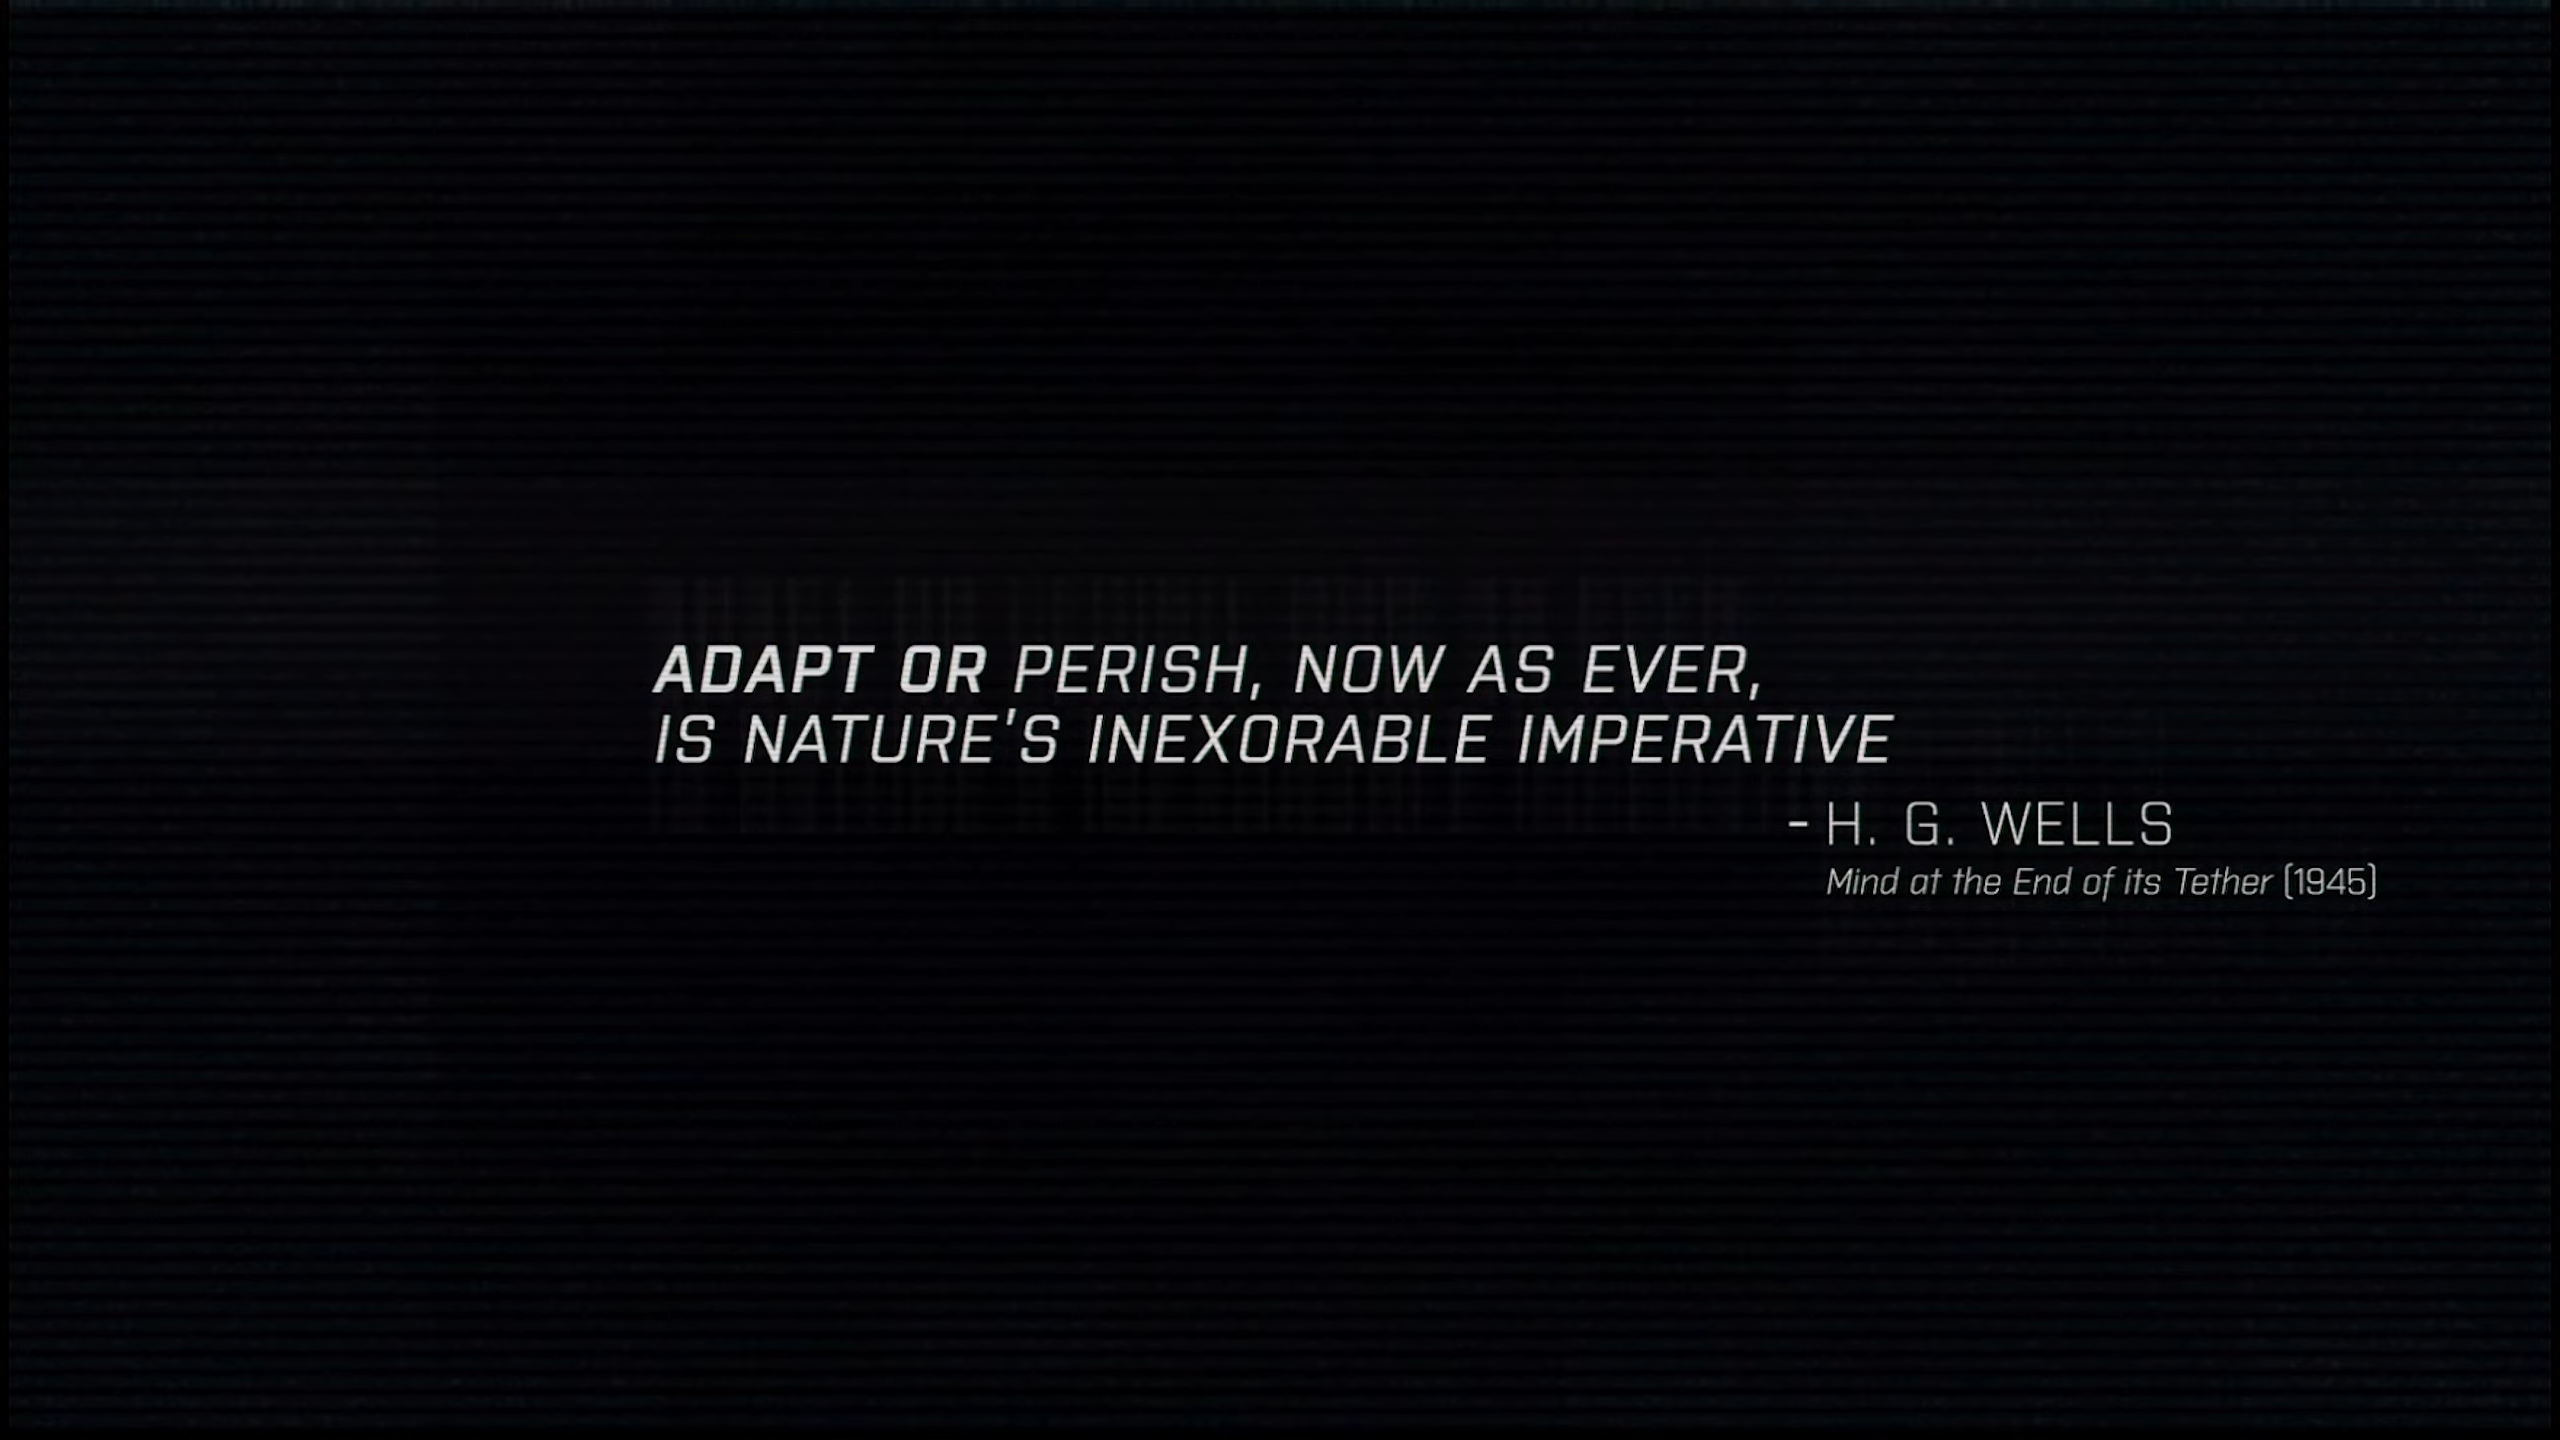 ADAPT OR PERISH, NOW AS EVER,
IS NATURE'S INEXORABLE IMPERATIVE
- H. G. WELLS
Mind at the End of its Tether (1945)